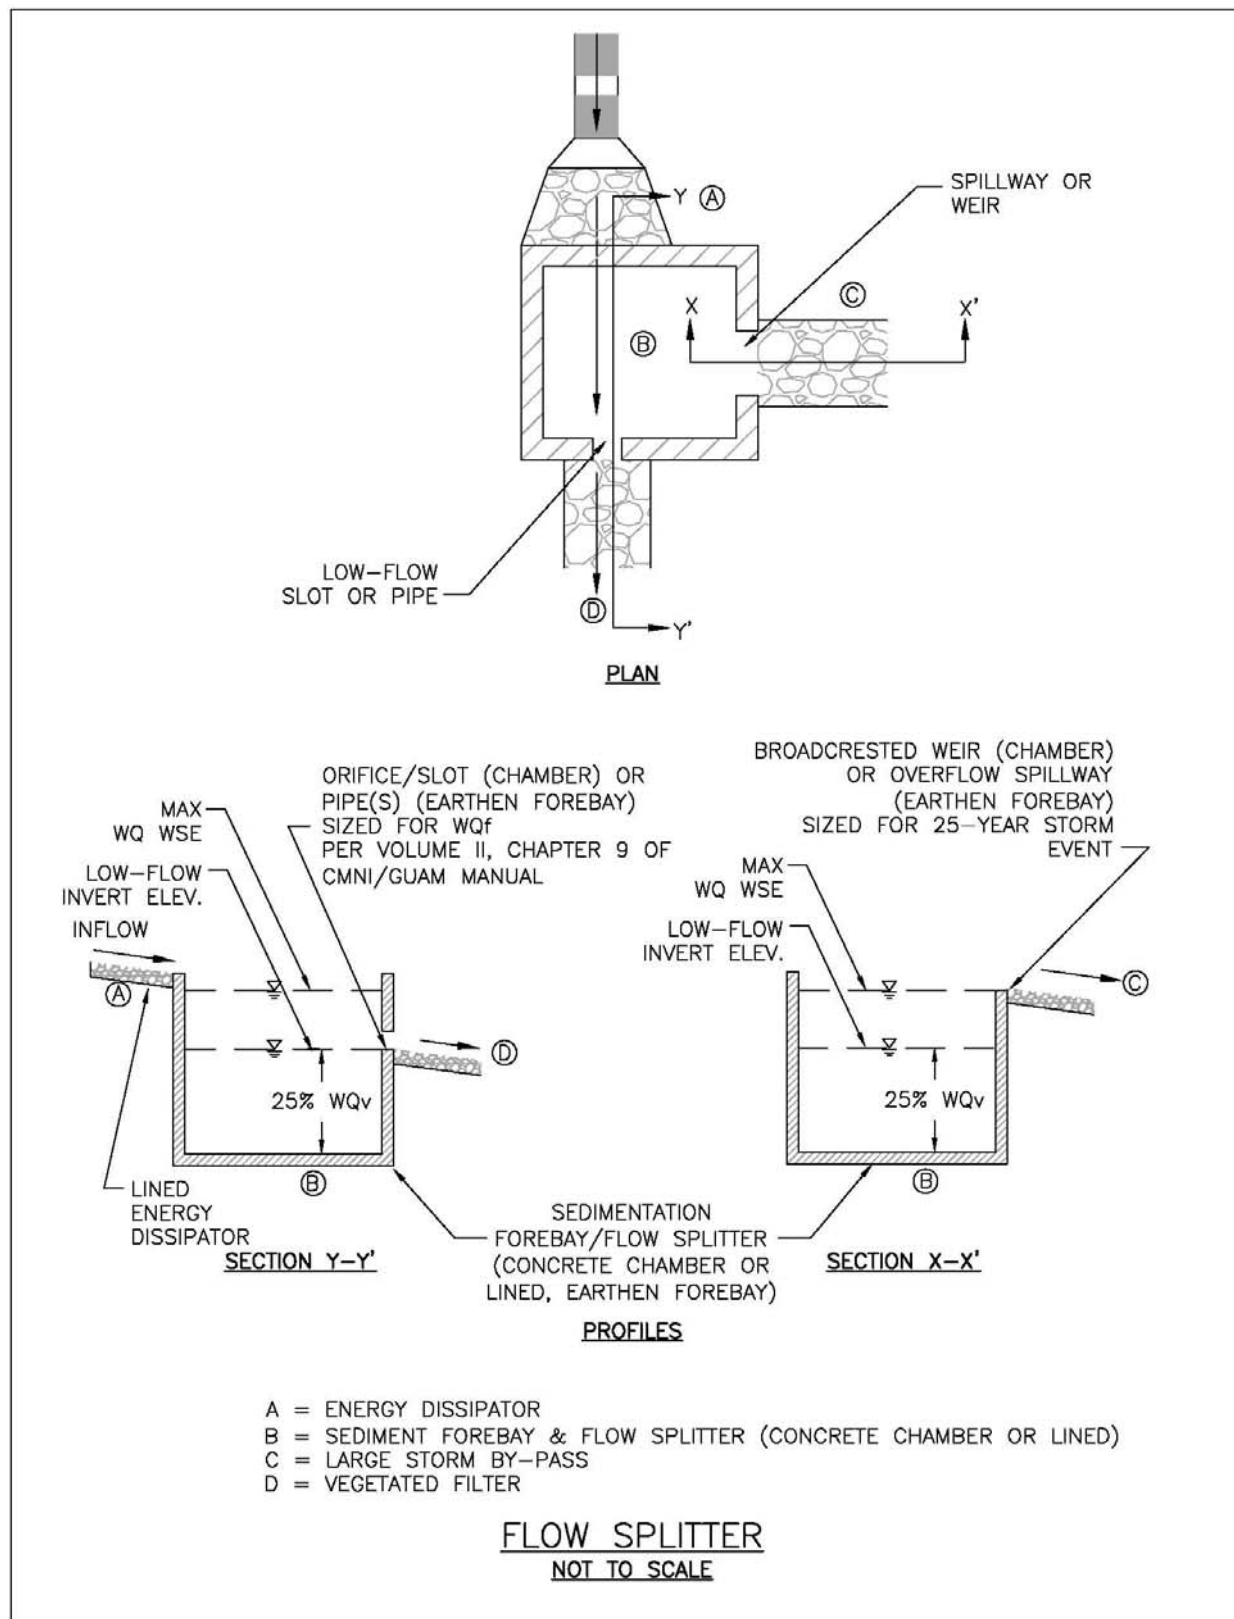 Y Ⓐ
SPILLWAY OR
WEIR
Ⓒ
X
X'
Ⓑ
LOW-FLOW
SLOT OR PIPE
Ⓓ
Y'
PLAN
ORIFICE/SLOT (CHAMBER) OR
PIPE(S) (EARTHEN FOREBAY)
SIZED FOR WQf
PER VOLUME II, CHAPTER 9 OF
CMNI/GUAM MANUAL
MAX
WQ WSE
LOW-FLOW
INVERT ELEV.
INFLOW
Ⓐ
Ⓓ
25% WQv
Ⓑ
LINED
ENERGY
DISSIPATOR
SECTION Y-Y'
BROADCRESTED WEIR (CHAMBER)
OR OVERFLOW SPILLWAY
(EARTHEN FOREBAY)
SIZED FOR 25-YEAR STORM
EVENT
MAX
WQ WSE
LOW-FLOW
INVERT ELEV.
Ⓒ
25% WQv
Ⓑ
SEDIMENTATION
FOREBAY/FLOW SPLITTER
(CONCRETE CHAMBER OR
LINED, EARTHEN FOREBAY)
SECTION X-X'
PROFILES
A = ENERGY DISSIPATOR
B = SEDIMENT FOREBAY & FLOW SPLITTER (CONCRETE CHAMBER OR LINED)
C = LARGE STORM BY-PASS
D = VEGETATED FILTER
FLOW SPLITTER
NOT TO SCALE